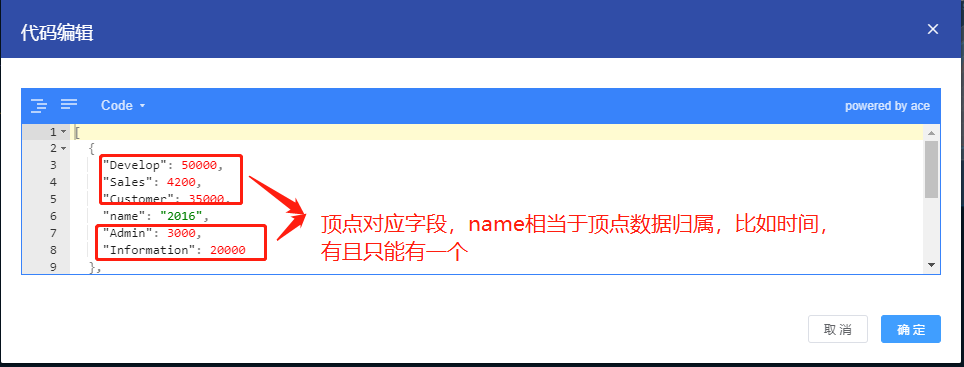 代码编辑
Code
powered by ace
1 [
2 {
3 "Develop": 50000,
4 "Sales": 4200,
5 "Customer": 35000,
6 "name": "2016",
7 "Admin": 3000,
8 "Information": 20000
9 },
顶点对应字段，name相当于顶点数据归属，比如时间，
有且只能有一个
取消 确定